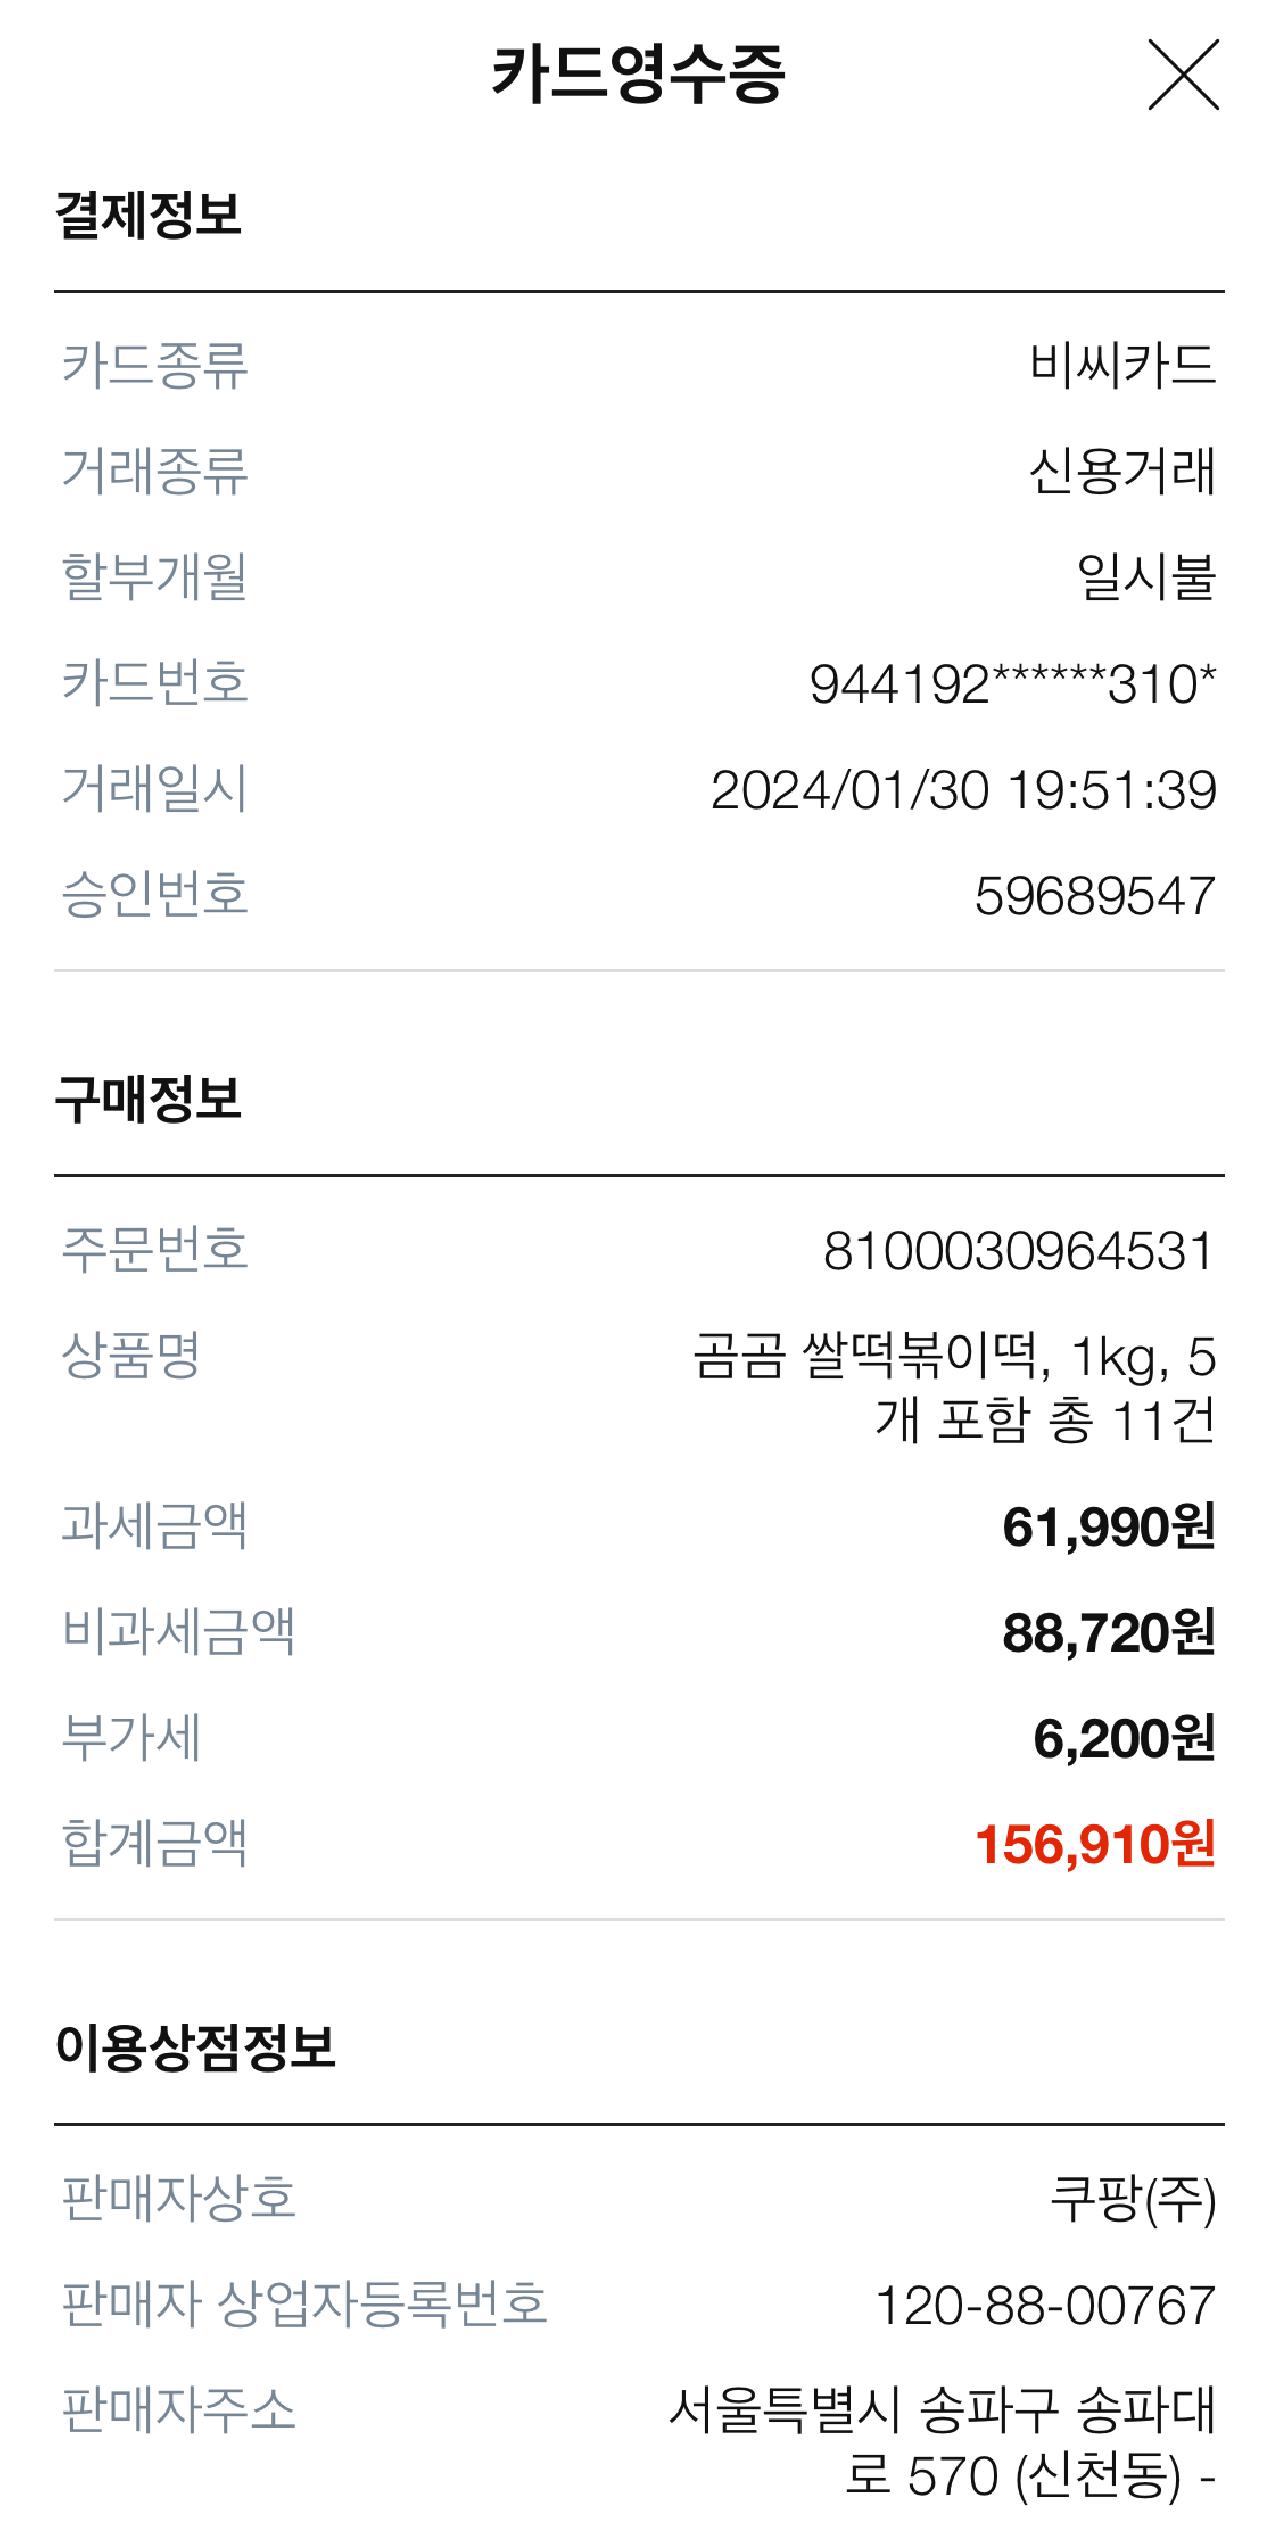 카드영수증
결제정보
카드종류 비씨카드
거래종류 신용거래
할부개월 일시불
카드번호 944192******310*
거래일시 2024/01/30 19:51:39
승인번호 59689547
구매정보
주문번호 8100030964531
상품명 곰곰 쌀떡볶이떡, 1kg, 5
개 포함 총 11건
과세금액 61,990원
비과세금액 88,720원
부가세 6,200원
합계금액 156,910원
이용상점정보
판매자상호 쿠팡(주)
판매자 상업자등록번호 120-88-00767
판매자주소 서울특별시 송파구 송파대
로 570 (신천동) -